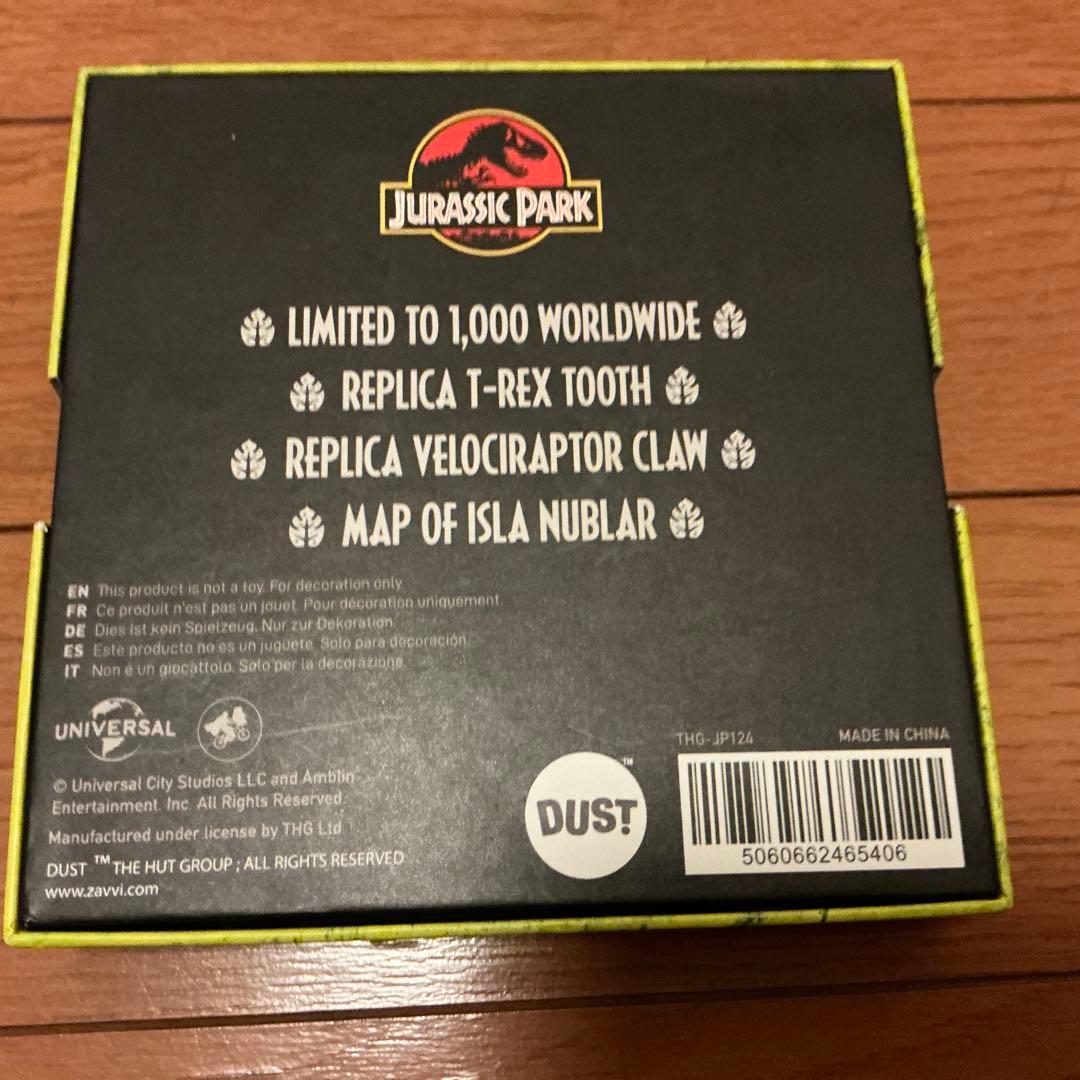 JURASSIC PARK
LIMITED TO 1,000 WORLDWIDE
REPLICA T-REX TOOTH
REPLICA VELOCIRAPTOR CLAW
MAP OF ISLA NUBLAR
EN This product is not a toy. For decoration only.
FR Ce produit n'est pas un jouet. Pour décoration uniquement.
DE Dies ist kein Spielzeug. Nur zur Dekoration.
ES Este producto no es un juguete. Solo para decoración.
IT Non è un giocattolo. Solo per la decorazione.
UNIVERSAL
© Universal City Studios LLC and Amblin
Entertainment, Inc. All Rights Reserved.
Manufactured under license by THG Ltd
DUST ™ THE HUT GROUP ; ALL RIGHTS RESERVED
www.zavvi.com
DUST ™
THG-JP124 MADE IN CHINA
5060662465406